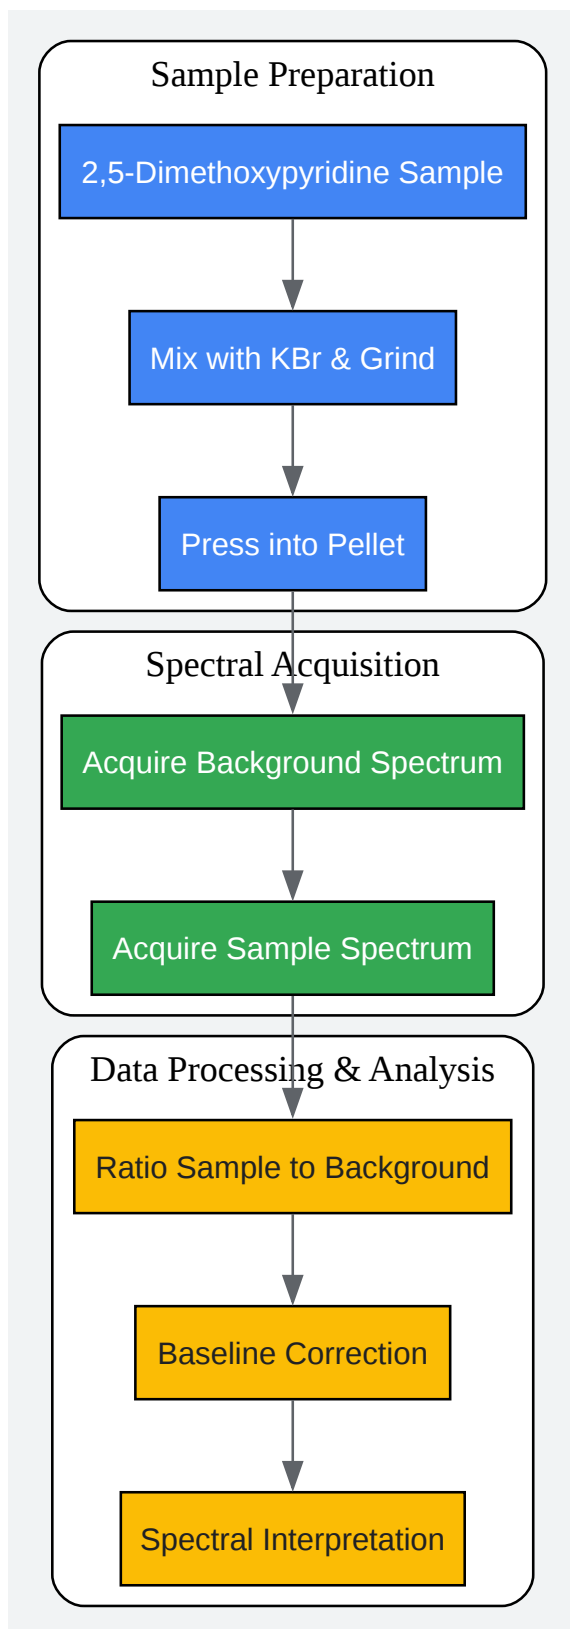 Sample Preparation
2,5-Dimethoxypyridine Sample
Mix with KBr & Grind
Press into Pellet
Spectral Acquisition
Acquire Background Spectrum
Acquire Sample Spectrum
Data Processing & Analysis
Ratio Sample to Background
Baseline Correction
Spectral Interpretation